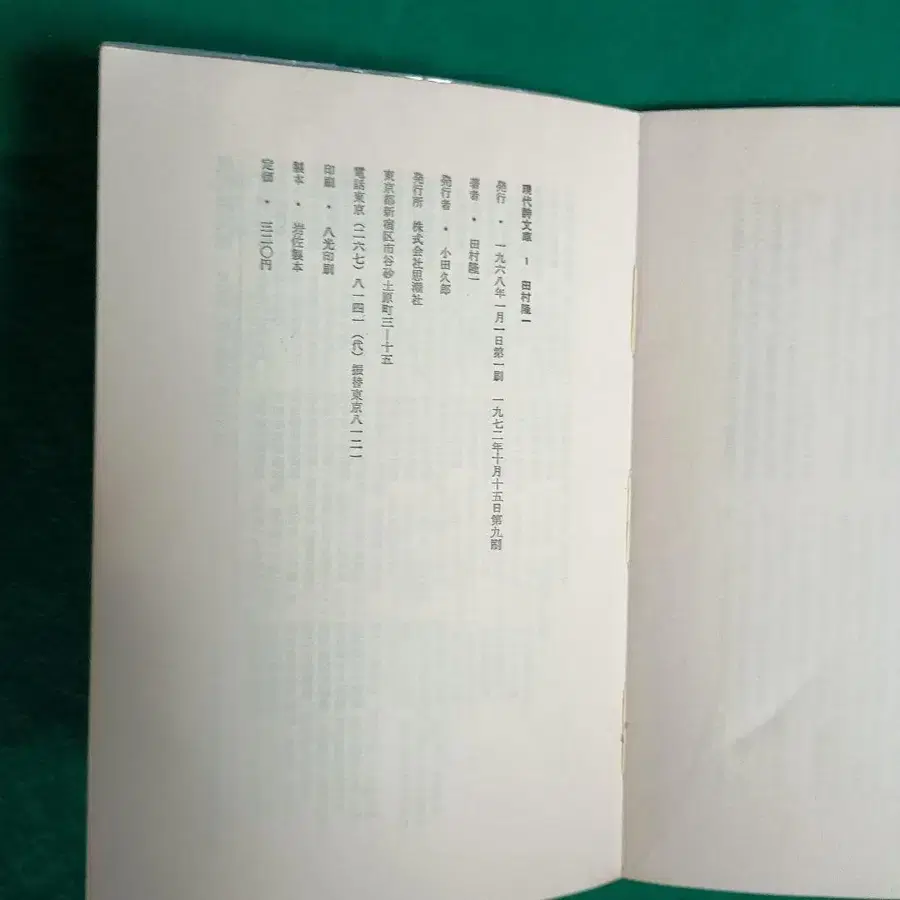 現代詩文庫 1 田村隆一
発行・一九六八年一月一日第一刷 一九七二年十月十五日第九刷
著者・田村隆一
発行者・小田久郎
発行所 株式会社思潮社
東京都新宿区市谷砂土原町三―十五
電話東京(二六七)八一四一(代)振替東京八一二一
印刷・八光印刷
製本・岩佐製本
定価・三二〇円